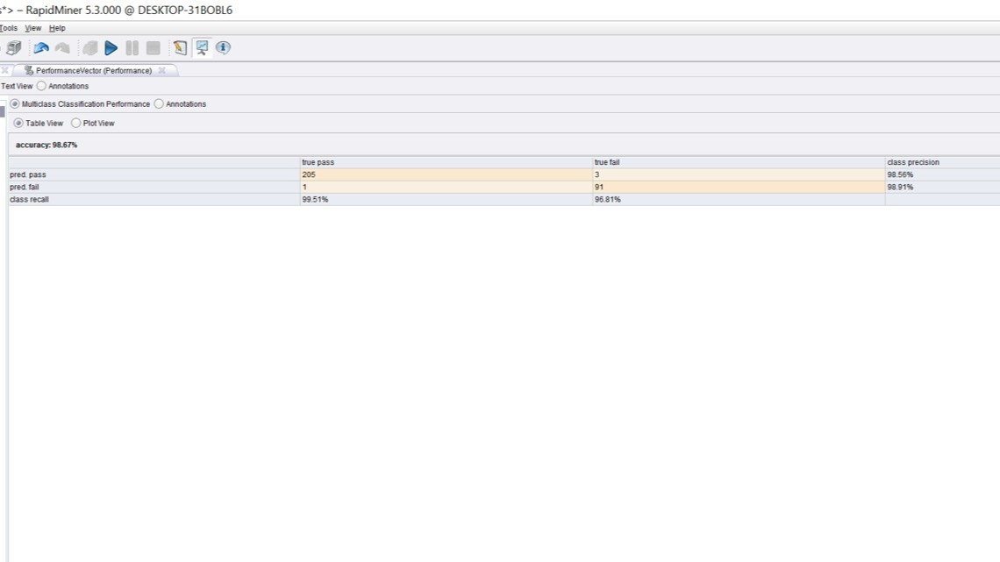 s*> – RapidMiner 5.3.000 @ DESKTOP-31BOBL6
Tools View Help
PerformanceVector (Performance)
Text View Annotations
Multiclass Classification Performance Annotations
Table View Plot View
accuracy: 98.67%
true pass true fail class precision
pred. pass 205 3 98.56%
pred. fail 1 91 98.91%
class recall 99.51% 96.81%